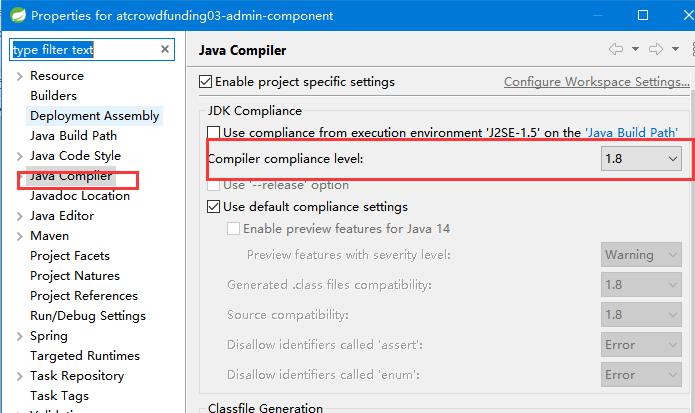 Properties for atcrowdfunding03-admin-component
type filter text
Resource
Builders
Deployment Assembly
Java Build Path
Java Code Style
Java Compiler
Javadoc Location
Java Editor
Maven
Project Facets
Project Natures
Project References
Run/Debug Settings
Spring
Targeted Runtimes
Task Repository
Task Tags
Validation
Java Compiler
Enable project specific settings
Configure Workspace Settings...
JDK Compliance
Use compliance from execution environment 'J2SE-1.5' on the 'Java Build Path'
Compiler compliance level: 1.8
Use '--release' option
Use default compliance settings
Enable preview features for Java 14
Preview features with severity level: Warning
Generated .class files compatibility: 1.8
Source compatibility: 1.8
Disallow identifiers called 'assert': Error
Disallow identifiers called 'enum': Error
Classfile Generation